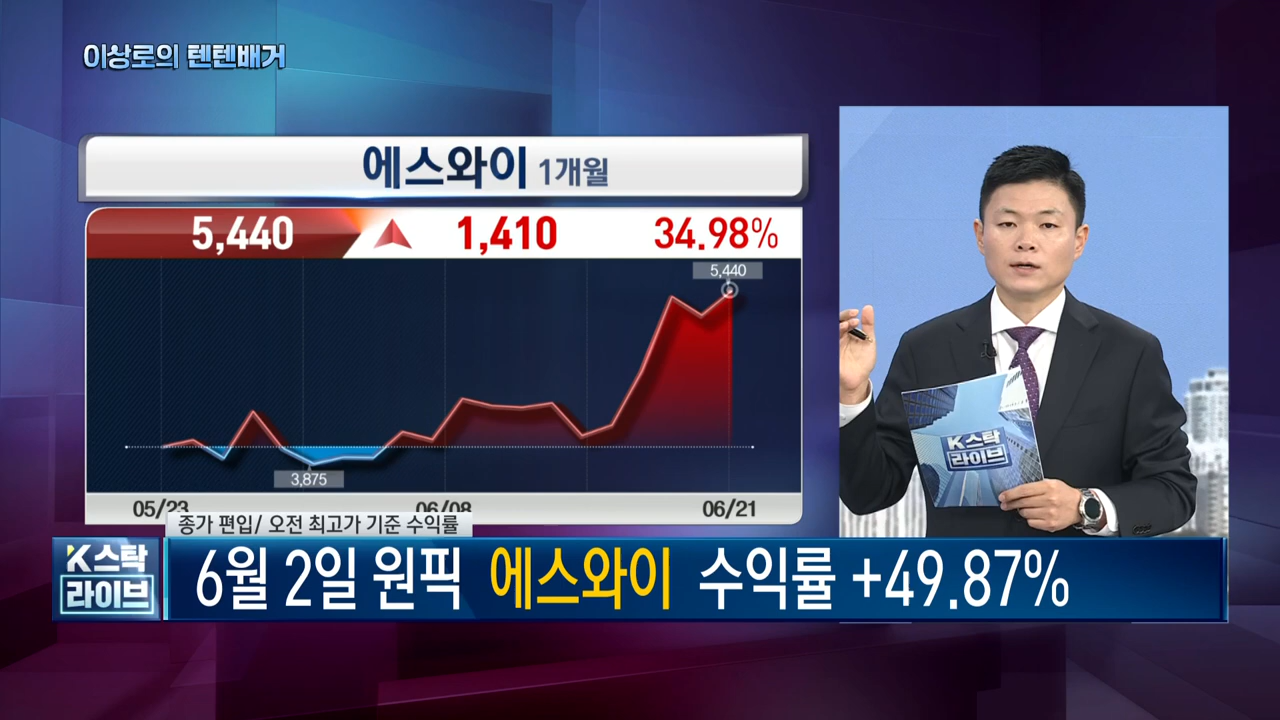 이상로의 텐텐배거
에스와이 1개월
5,440 ▲ 1,410 34.98%
5,440
3,875
05/23 06/08 06/21
종가 편입/ 오전 최고가 기준 수익률
K스탁
라이브
6월 2일 원픽 에스와이 수익률 +49.87%
K스탁
라이브